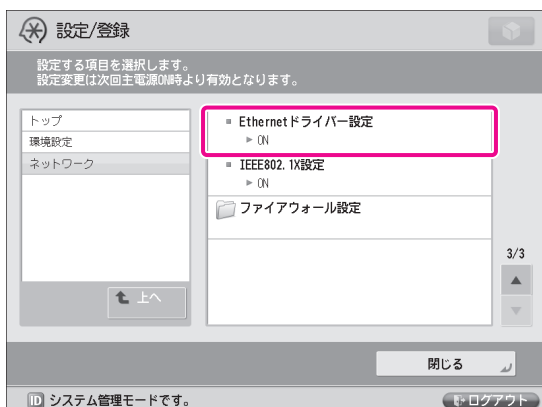 設定/登録
設定する項目を選択します。
設定変更は次回主電源ON時より有効となります。
トップ
環境設定
ネットワーク
上へ
Ethernetドライバー設定
► ON
IEEE802.1X設定
► ON
ファイアウォール設定
3/3
閉じる
ID システム管理モードです。
ログアウト